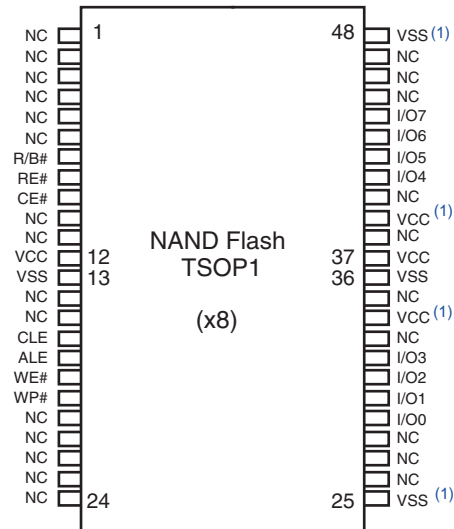 NC 1 48 VSS (1)
NC NC
NC NC
NC NC
NC I/O7
NC I/O6
R/B# I/O5
RE# I/O4
CE# NC
NC VCC (1)
NC NC
VCC 12 37 VCC
VSS 13 36 VSS
NAND Flash
TSOP1
(x8)
NC NC
NC VCC (1)
CLE NC
ALE I/O3
WE# I/O2
WP# I/O1
NC I/O0
NC NC
NC NC
NC NC
NC 24 25 VSS (1)